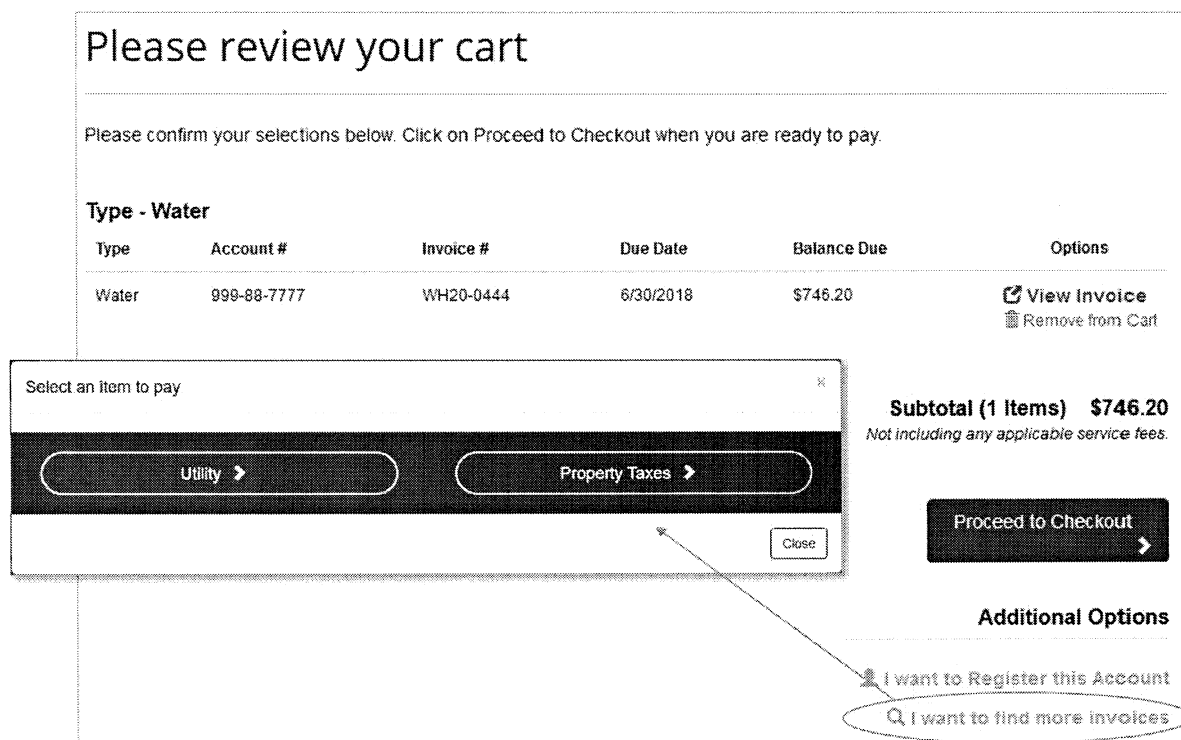 Please review your cart
Please confirm your selections below. Click on Proceed to Checkout when you are ready to pay.
Type - Water
Type Account # Invoice # Due Date Balance Due Options
Water 999-88-7777 WH20-0444 6/30/2018 $746.20 View Invoice
Remove from Cart
Select an item to pay x
Utility Property Taxes
Close
Subtotal (1 Items) $746.20
Not including any applicable service fees.
Proceed to Checkout
Additional Options
I want to Register this Account
I want to find more invoices